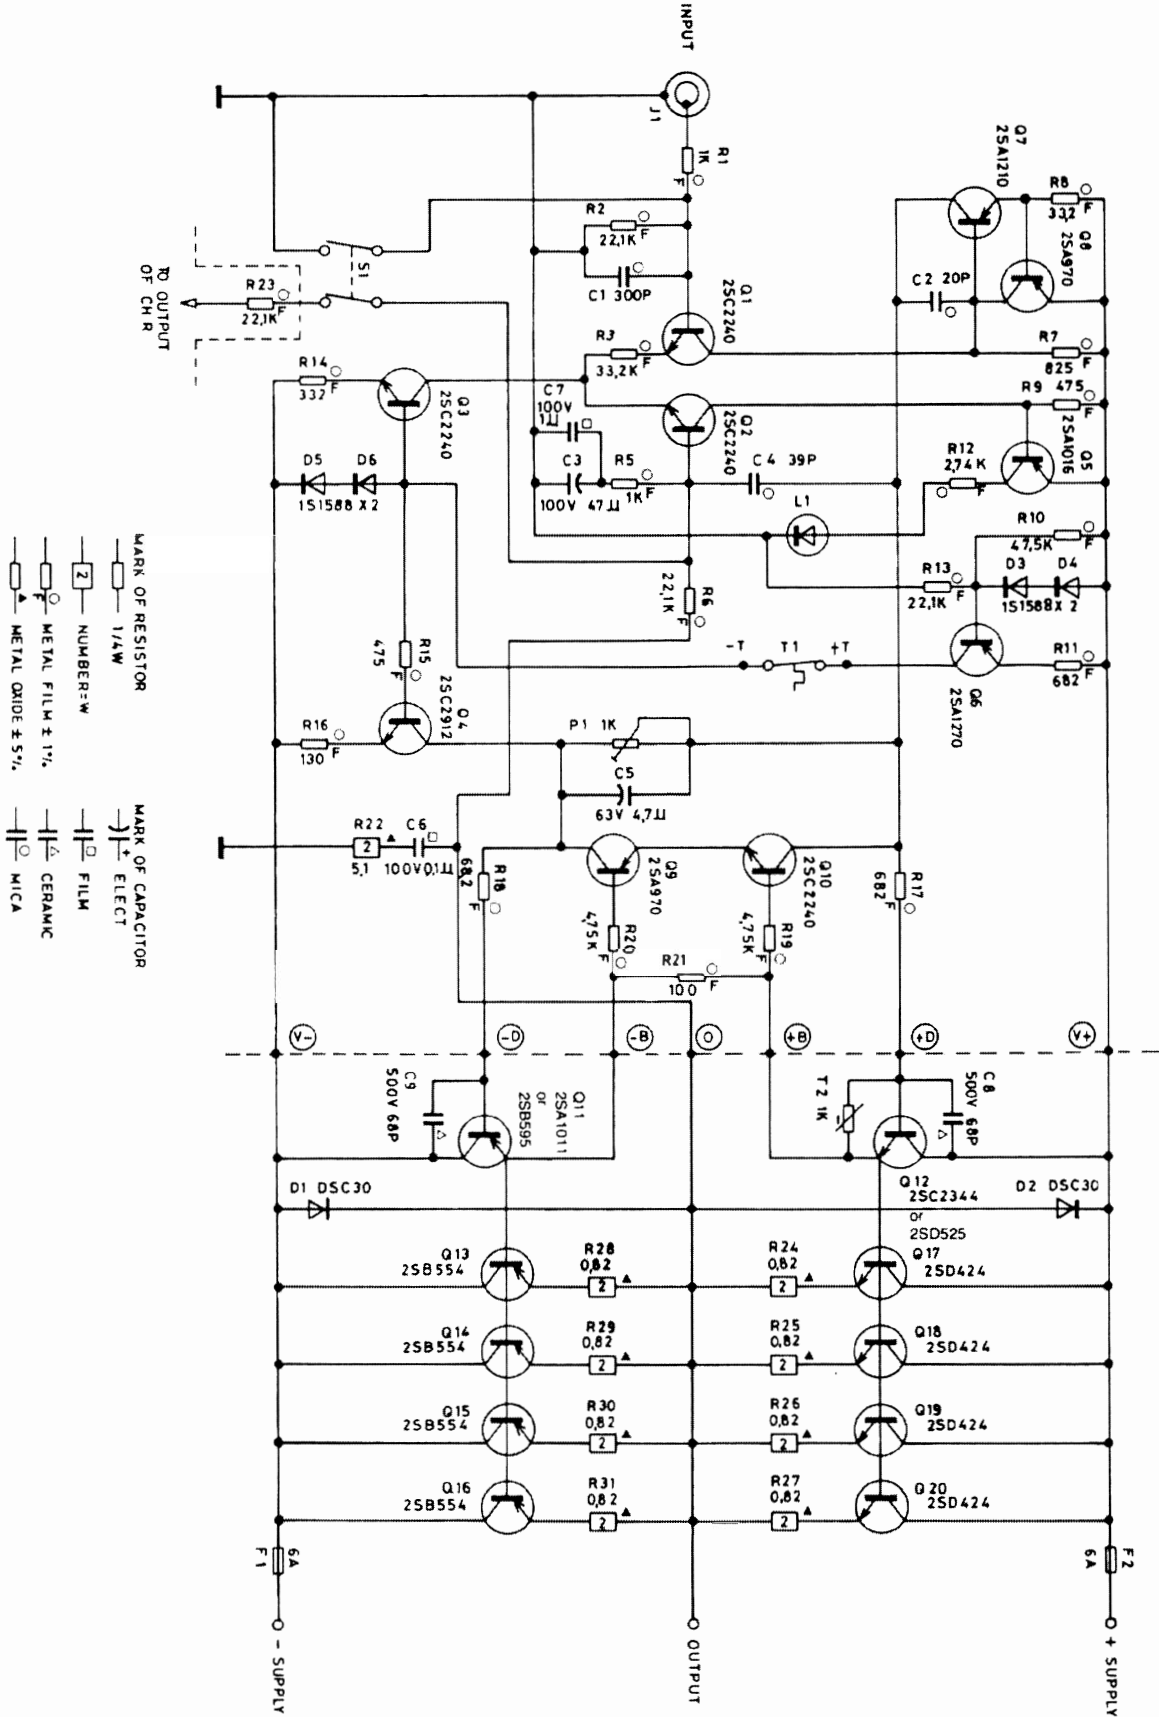 INPUT
J1
R1
1K
F
R2
22,1K
F
C1 300P
Q1
2SC2240
R3
33,2K
F
Q7
2SA1210
R8
332
F
Q8
2SA970
C2 20P
R7
825
F
R9 475
F
Q5
2SA1016
R12
2,74K
F
Q2
2SC2240
C4 39P
L1
R10
47,5K
F
D3 D4
1S1588 X 2
R13
22,1K
F
R11
682
F
Q6
2SA1270
S1
R23
22,1K
F
TO OUTPUT
OF CH R
R14
332
F
Q3
2SC2240
C7
100V
1µ
C3
100V 47µ
R5
1K
F
D5 D6
1S1588 X 2
R6
22,1K
F
-T
T1
+T
R15
475
F
Q4
2SC2912
R16
130
F
P1 1K
C5
63V 4,7µ
R22
2
5,1
C6
100V 0,1µ
R18
68,2
F
Q9
2SA970
Q10
2SC2240
R17
682
F
R20
4,75K
F
R19
4,75K
F
R21
100
F
V-
-D
-B
O
+B
+D
V+
C9
500V 68P
Q11
2SA1011
or
2SB595
T2 1K
C8
500V 68P
Q12
2SC2344
or
2SD525
D1 DSC30
D2 DSC30
Q13
2SB554
R28
0,82
2
R24
0,82
2
Q17
2SD424
Q14
2SB554
R29
0,82
2
R25
0,82
2
Q18
2SD424
Q15
2SB554
R30
0,82
2
R26
0,82
2
Q19
2SD424
Q16
2SB554
R31
0,82
2
R27
0,82
2
Q20
2SD424
6A
F1
F2
6A
- SUPPLY
OUTPUT
+ SUPPLY
MARK OF RESISTOR
1/4W
2 NUMBER=W
F METAL FILM ± 1%
METAL OXIDE ± 5%
MARK OF CAPACITOR
+ ELECT
FILM
CERAMIC
MICA